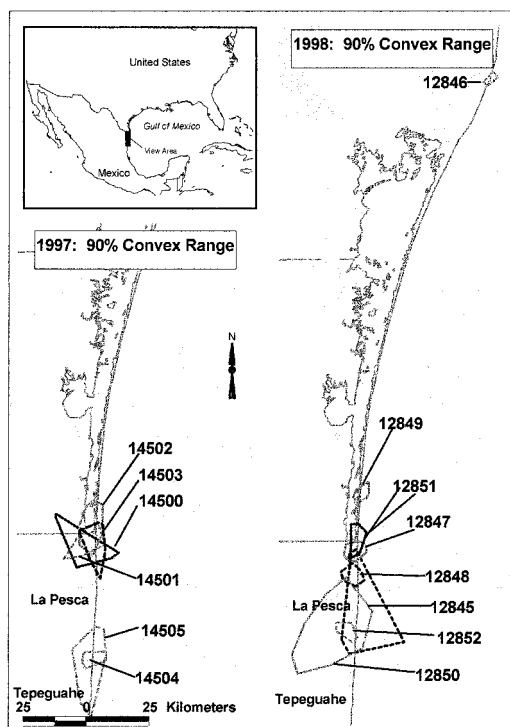 United States
Gulf of Mexico
View Area
Mexico
1997: 90% Convex Range
N
14502
14503
14500
14501
La Pesca
14505
14504
Tepeguahe
25 0 25 Kilometers
1998: 90% Convex Range
12846
12849
12851
12847
12848
La Pesca
12845
12852
12850
Tepeguahe